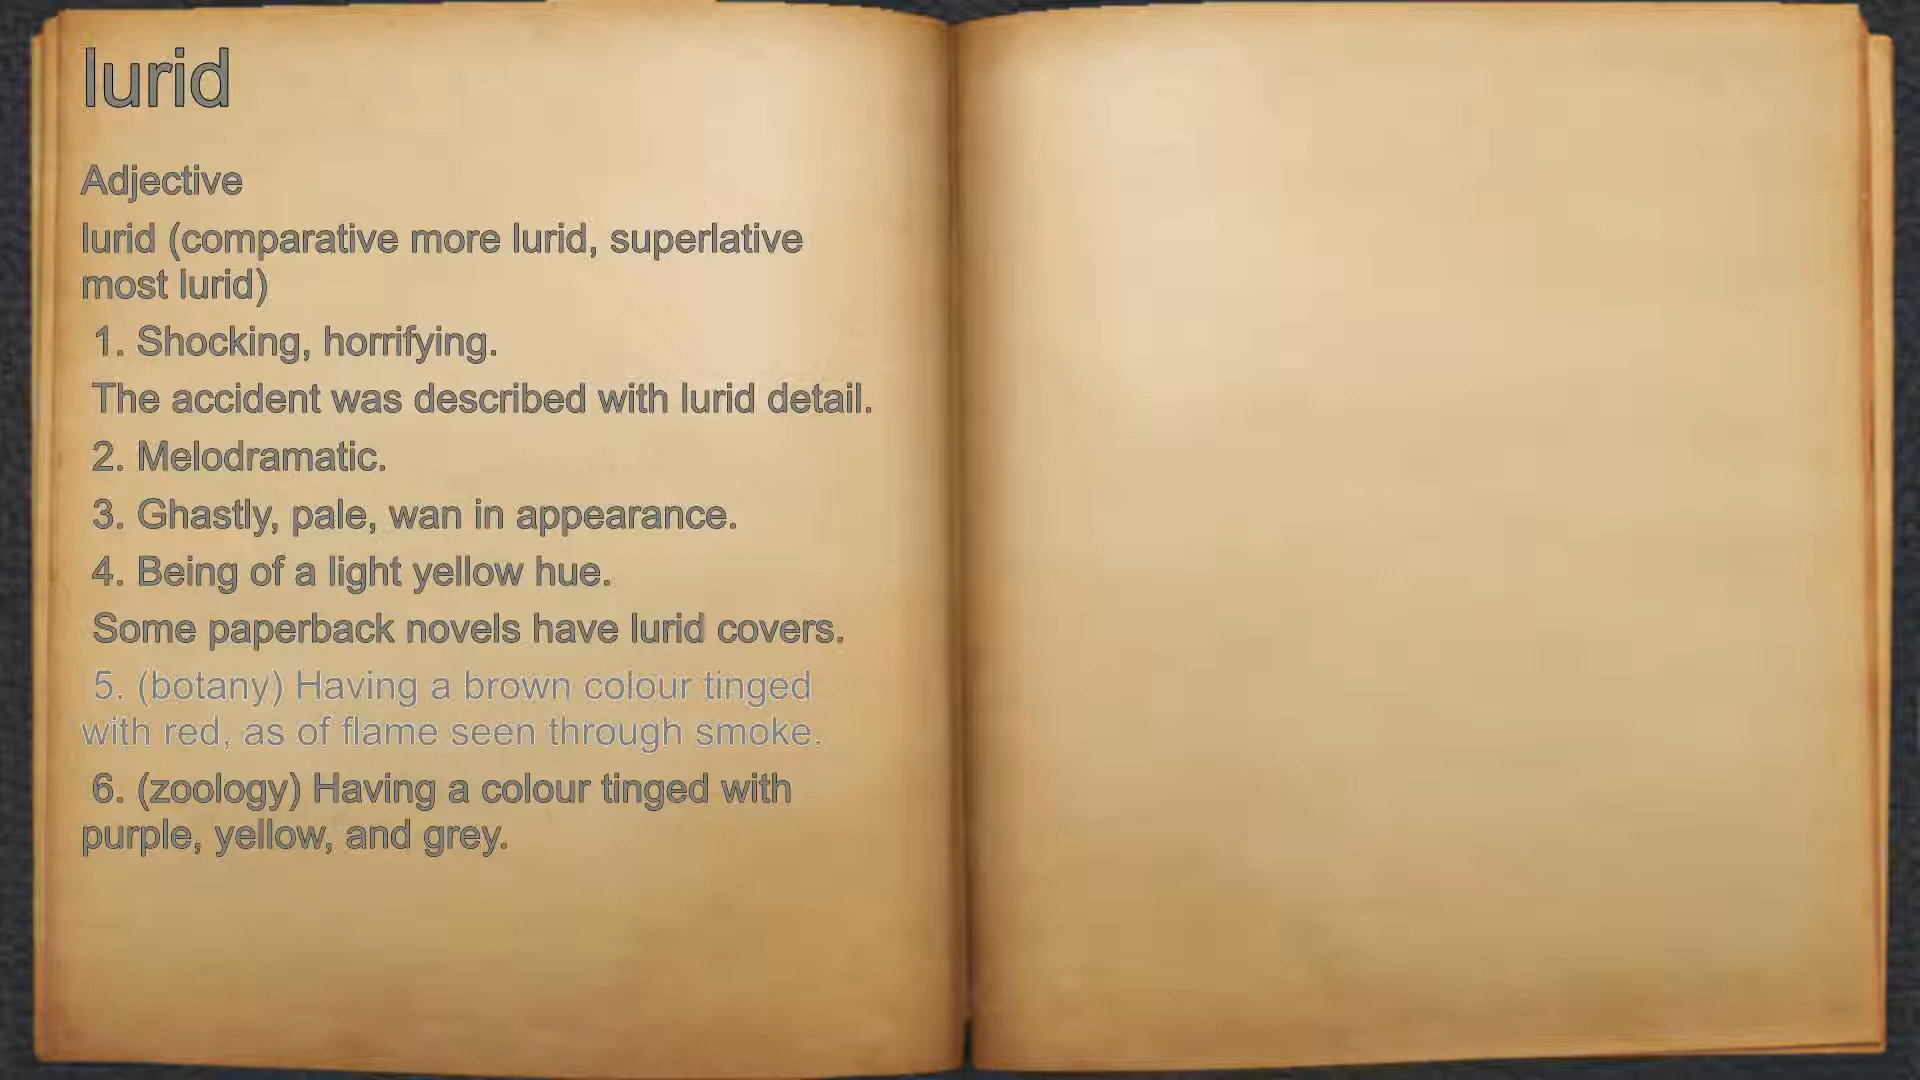 lurid
Adjective
lurid (comparative more lurid, superlative
most lurid)
1. Shocking, horrifying.
The accident was described with lurid detail.
2. Melodramatic.
3. Ghastly, pale, wan in appearance.
4. Being of a light yellow hue.
Some paperback novels have lurid covers.
5. (botany) Having a brown colour tinged
with red, as of flame seen through smoke.
6. (zoology) Having a colour tinged with
purple, yellow, and grey.